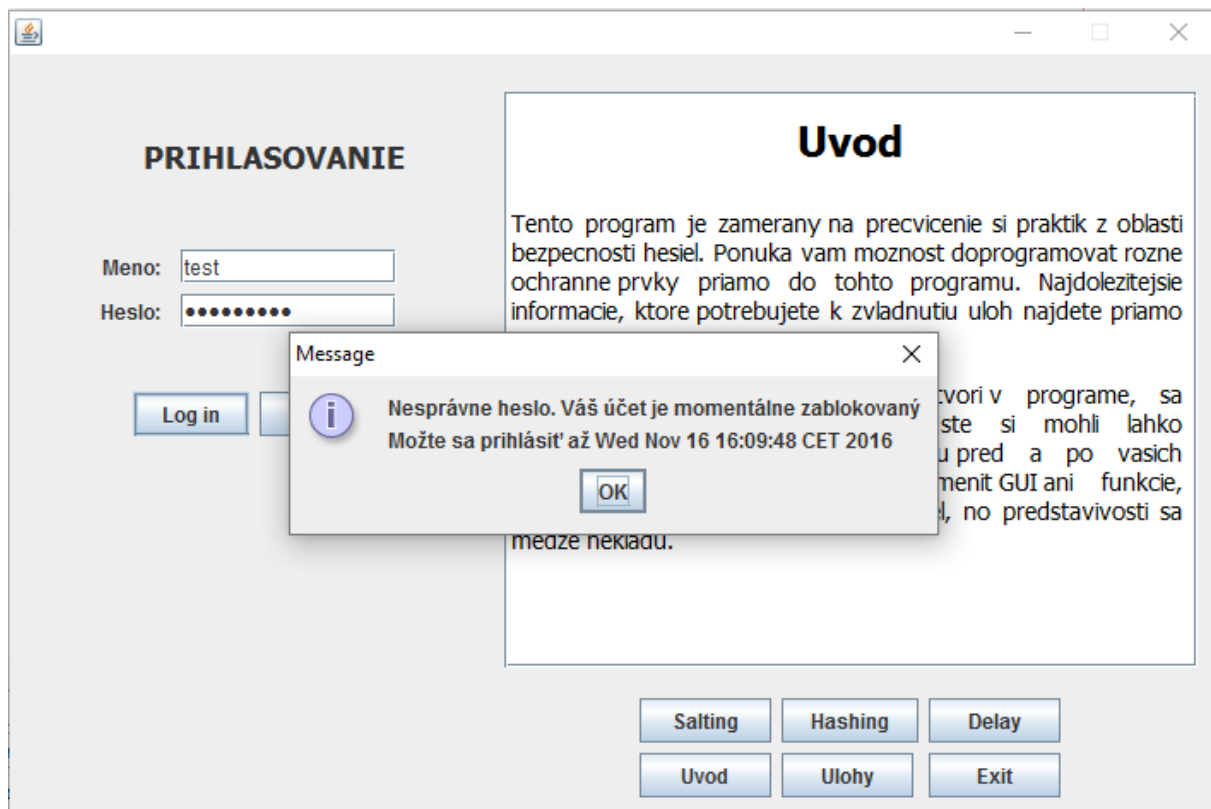 PRIHLASOVANIE
Meno: test
Heslo: •••••••••
Log in
Uvod
Tento program je zamerany na precvicenie si praktik z oblasti
bezpecnosti hesiel. Ponuka vam moznost doprogramovat rozne
ochranne prvky priamo do tohto programu. Najdolezitejsie
informacie, ktore potrebujete k zvladnutiu uloh najdete priamo
v programe, sa
ste si mohli lahko
pred a po vasich
GUI ani funkcie,
no predstavivosti sa
medze nekladu.
Message
Nesprávne heslo. Váš účet je momentálne zablokovaný
Možte sa prihlásiť až Wed Nov 16 16:09:48 CET 2016
OK
Salting Hashing Delay
Uvod Ulohy Exit